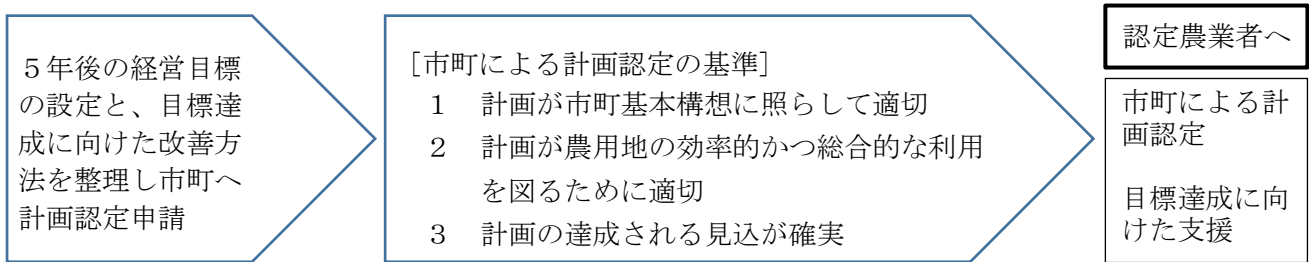 ５年後の経営目標
の設定と、目標達
成に向けた改善方
法を整理し市町へ
計画認定申請
［市町による計画認定の基準］
１　計画が市町基本構想に照らして適切
２　計画が農用地の効率的かつ総合的な利用
を図るために適切
３　計画の達成される見込が確実
認定農業者へ
市町による計
画認定
目標達成に向
けた支援